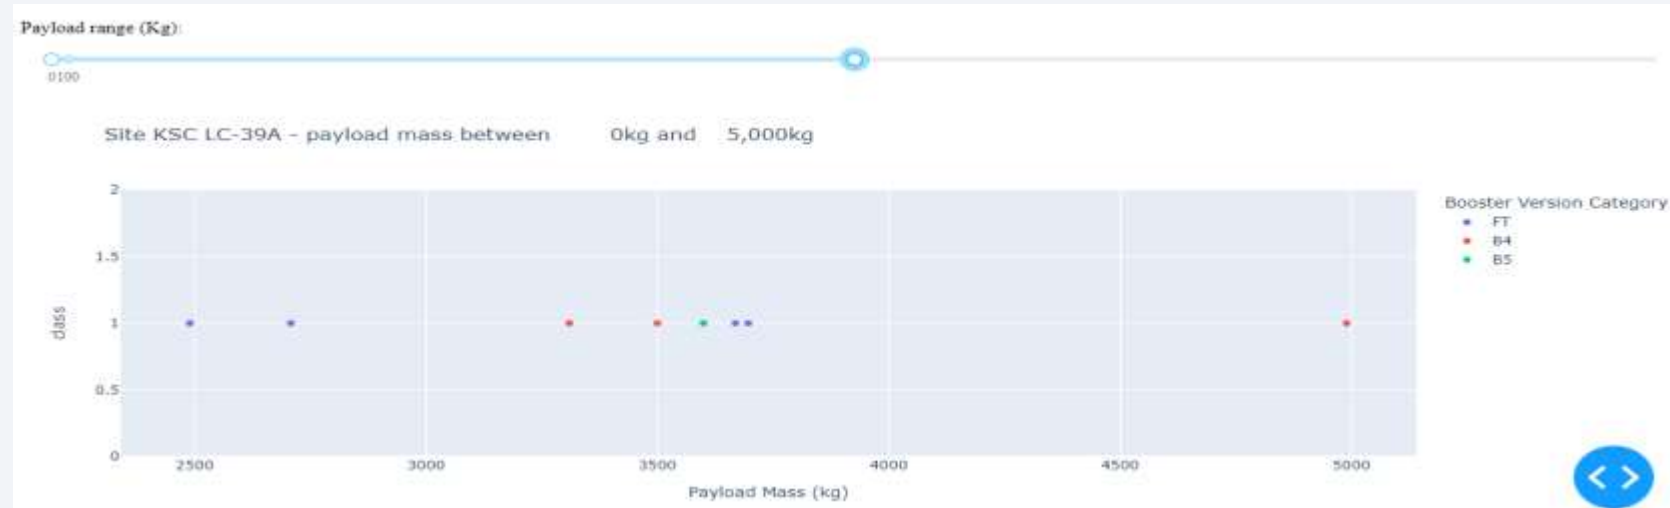 Payload range (Kg):
0100
Site KSC LC-39A – payload mass between 0kg and 5,000kg
2
1.5
1
0.5
0
class
2500 3000 3500 4000 4500 5000
Payload Mass (kg)
Booster Version Category
FT
B4
B5